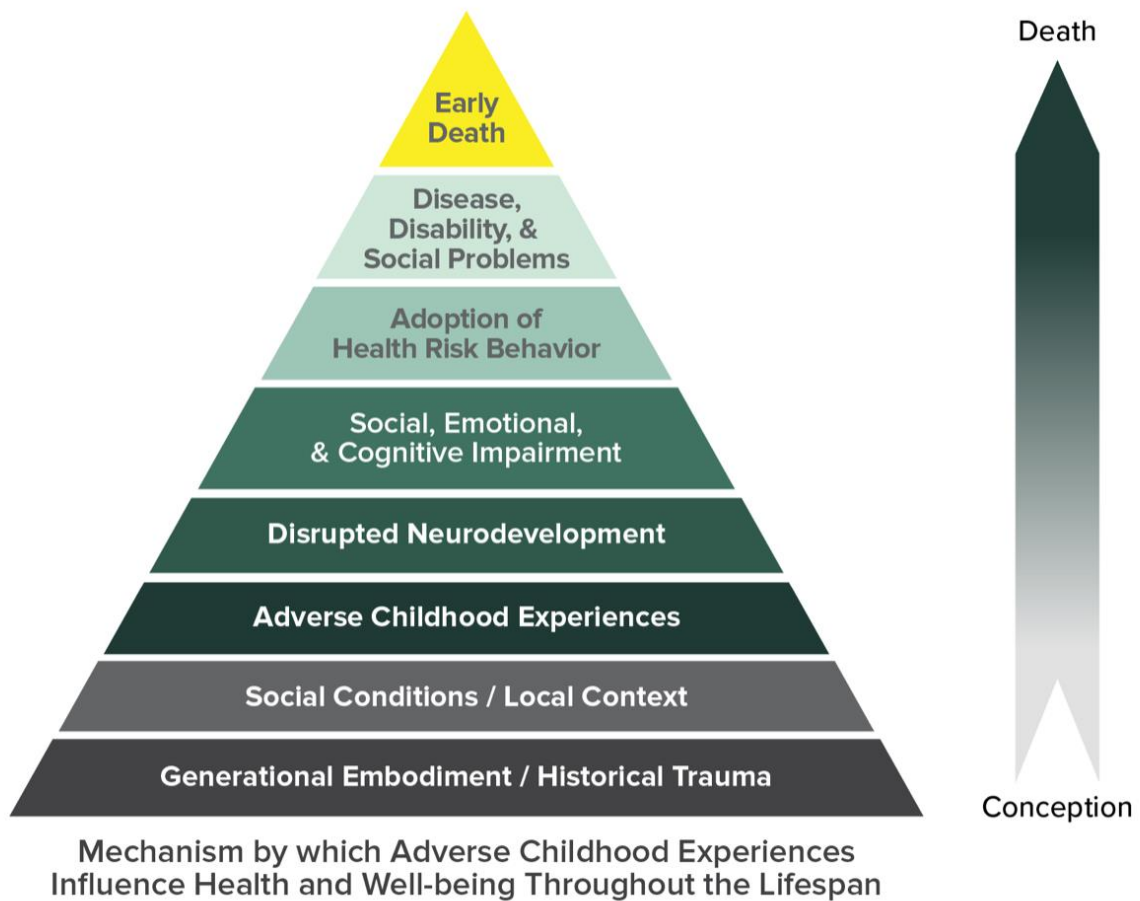 Death
Early
Death
Disease,
Disability, &
Social Problems
Adoption of
Health Risk Behavior
Social, Emotional,
& Cognitive Impairment
Disrupted Neurodevelopment
Adverse Childhood Experiences
Social Conditions / Local Context
Generational Embodiment / Historical Trauma
Conception
Mechanism by which Adverse Childhood Experiences
Influence Health and Well-being Throughout the Lifespan